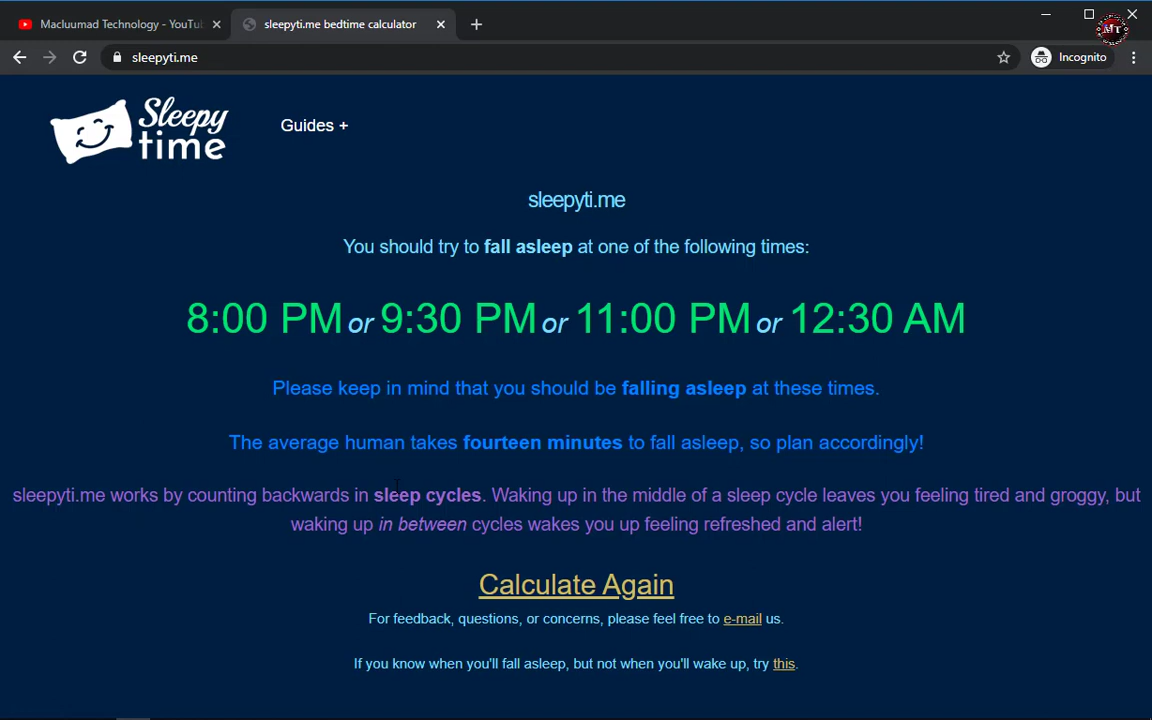 Macluumad Technology - YouTu
sleepyti.me bedtime calculator
sleepyti.me
Incognito
MT
Sleepy
time
Guides +
sleepyti.me
You should try to fall asleep at one of the following times:
8:00 PM or 9:30 PM or 11:00 PM or 12:30 AM
Please keep in mind that you should be falling asleep at these times.
The average human takes fourteen minutes to fall asleep, so plan accordingly!
sleepyti.me works by counting backwards in sleep cycles. Waking up in the middle of a sleep cycle leaves you feeling tired and groggy, but
waking up in between cycles wakes you up feeling refreshed and alert!
Calculate Again
For feedback, questions, or concerns, please feel free to e-mail us.
If you know when you'll fall asleep, but not when you'll wake up, try this.